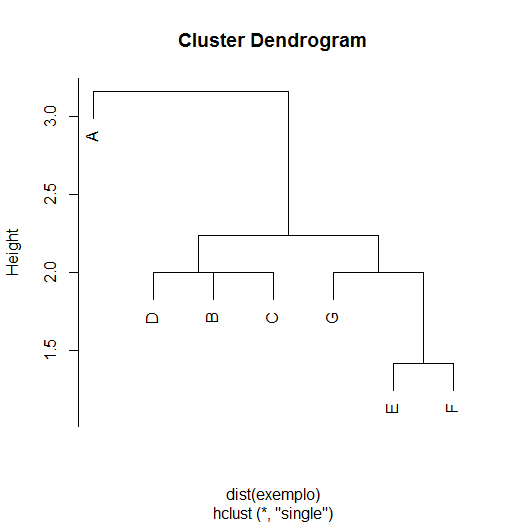 Cluster Dendrogram
Height
3.0
2.5
2.0
1.5
A
D B C G
E F
dist(exemplo)
hclust (*, "single")